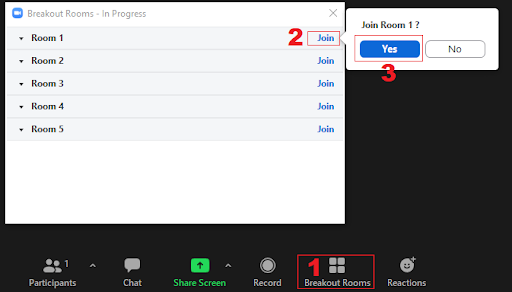 Breakout Rooms - In Progress
Room 1 2 Join
Room 2 Join
Room 3 Join
Room 4 Join
Room 5 Join
Join Room 1 ?
Yes No
3
1 1
Participants Chat Share Screen Record Breakout Rooms Reactions